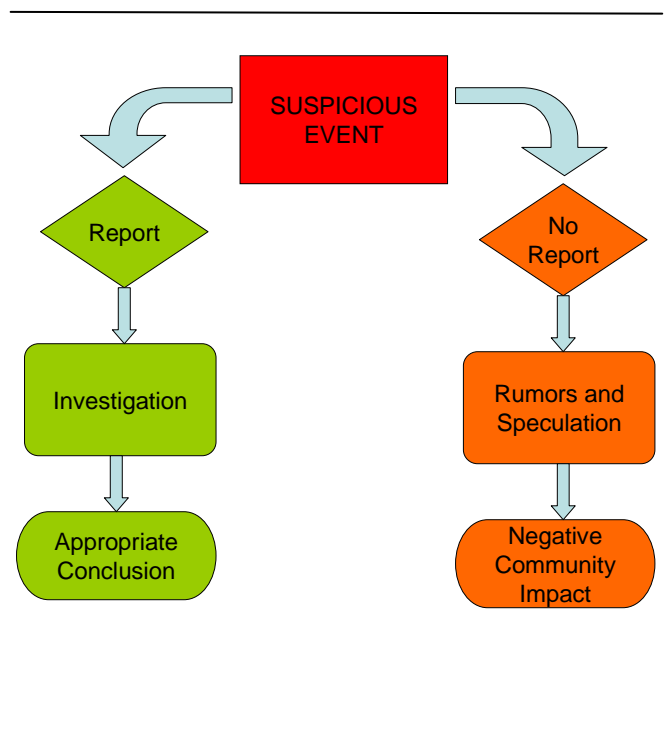 SUSPICIOUS
EVENT
Report
No
Report
Investigation
Rumors and
Speculation
Appropriate
Conclusion
Negative
Community
Impact